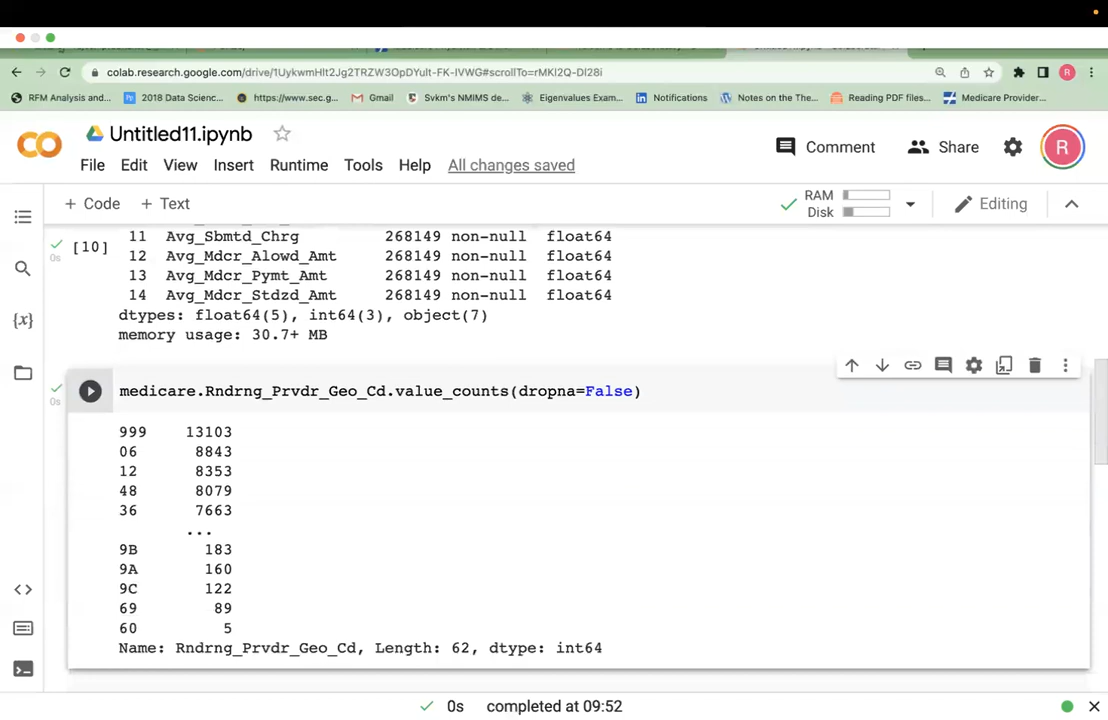 colab.research.google.com/drive/1UykwmHlt2Jg2TRZW3OpDYult-FK-IVWG#scrollTo=rMKl2Q-Dl28i
RFM Analysis and... 2018 Data Scienc... https://www.sec.g... Gmail Svkm's NMIMS de... Eigenvalues Exam... Notifications Notes on the The... Reading PDF files... Medicare Provider...
Untitled11.ipynb
Comment Share R
File Edit View Insert Runtime Tools Help All changes saved
+ Code + Text RAM Disk Editing
11 Avg_Sbmtd_Chrg 268149 non-null float64
[10] 12 Avg_Mdcr_Alowd_Amt 268149 non-null float64
0s 13 Avg_Mdcr_Pymt_Amt 268149 non-null float64
14 Avg_Mdcr_Stdzd_Amt 268149 non-null float64
dtypes: float64(5), int64(3), object(7)
memory usage: 30.7+ MB
medicare.Rndrng_Prvdr_Geo_Cd.value_counts(dropna=False)
0s
999 13103
06 8843
12 8353
48 8079
36 7663
...
9B 183
9A 160
9C 122
69 89
60 5
Name: Rndrng_Prvdr_Geo_Cd, Length: 62, dtype: int64
0s completed at 09:52